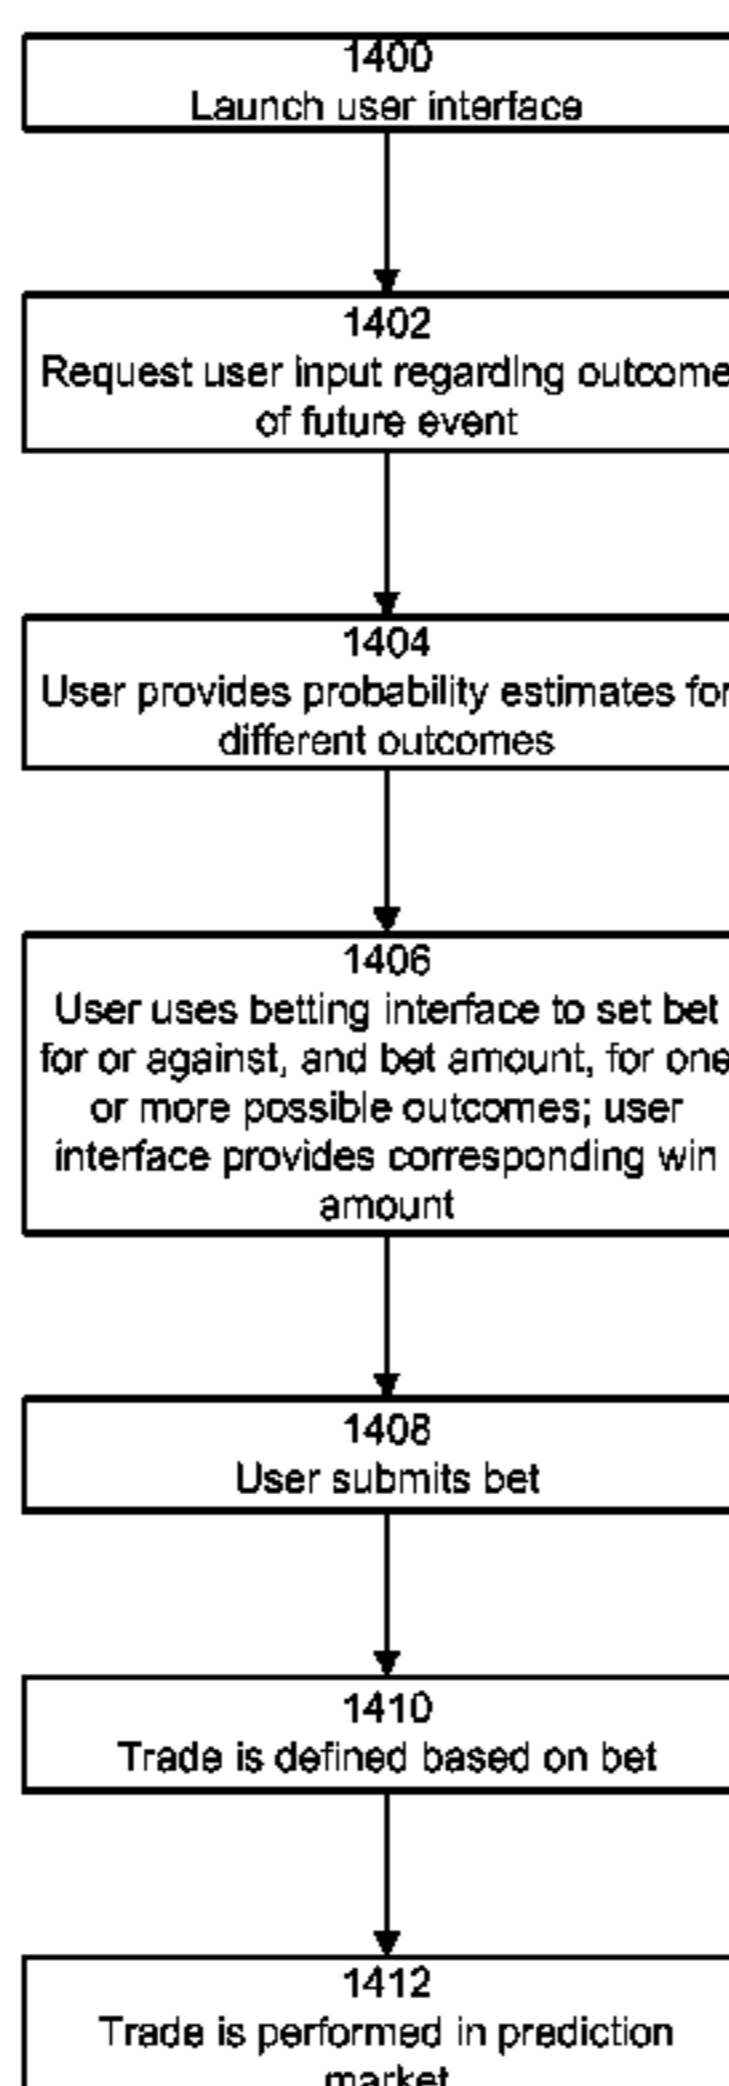 1400
Launch user interface
1402
Request user input regarding outcome
of future event
1404
User provides probability estimates for
different outcomes
1406
User uses betting interface to set bet
for or against, and bet amount, for one
or more possible outcomes; user
interface provides corresponding win
amount
1408
User submits bet
1410
Trade is defined based on bet
1412
Trade is performed in prediction
market